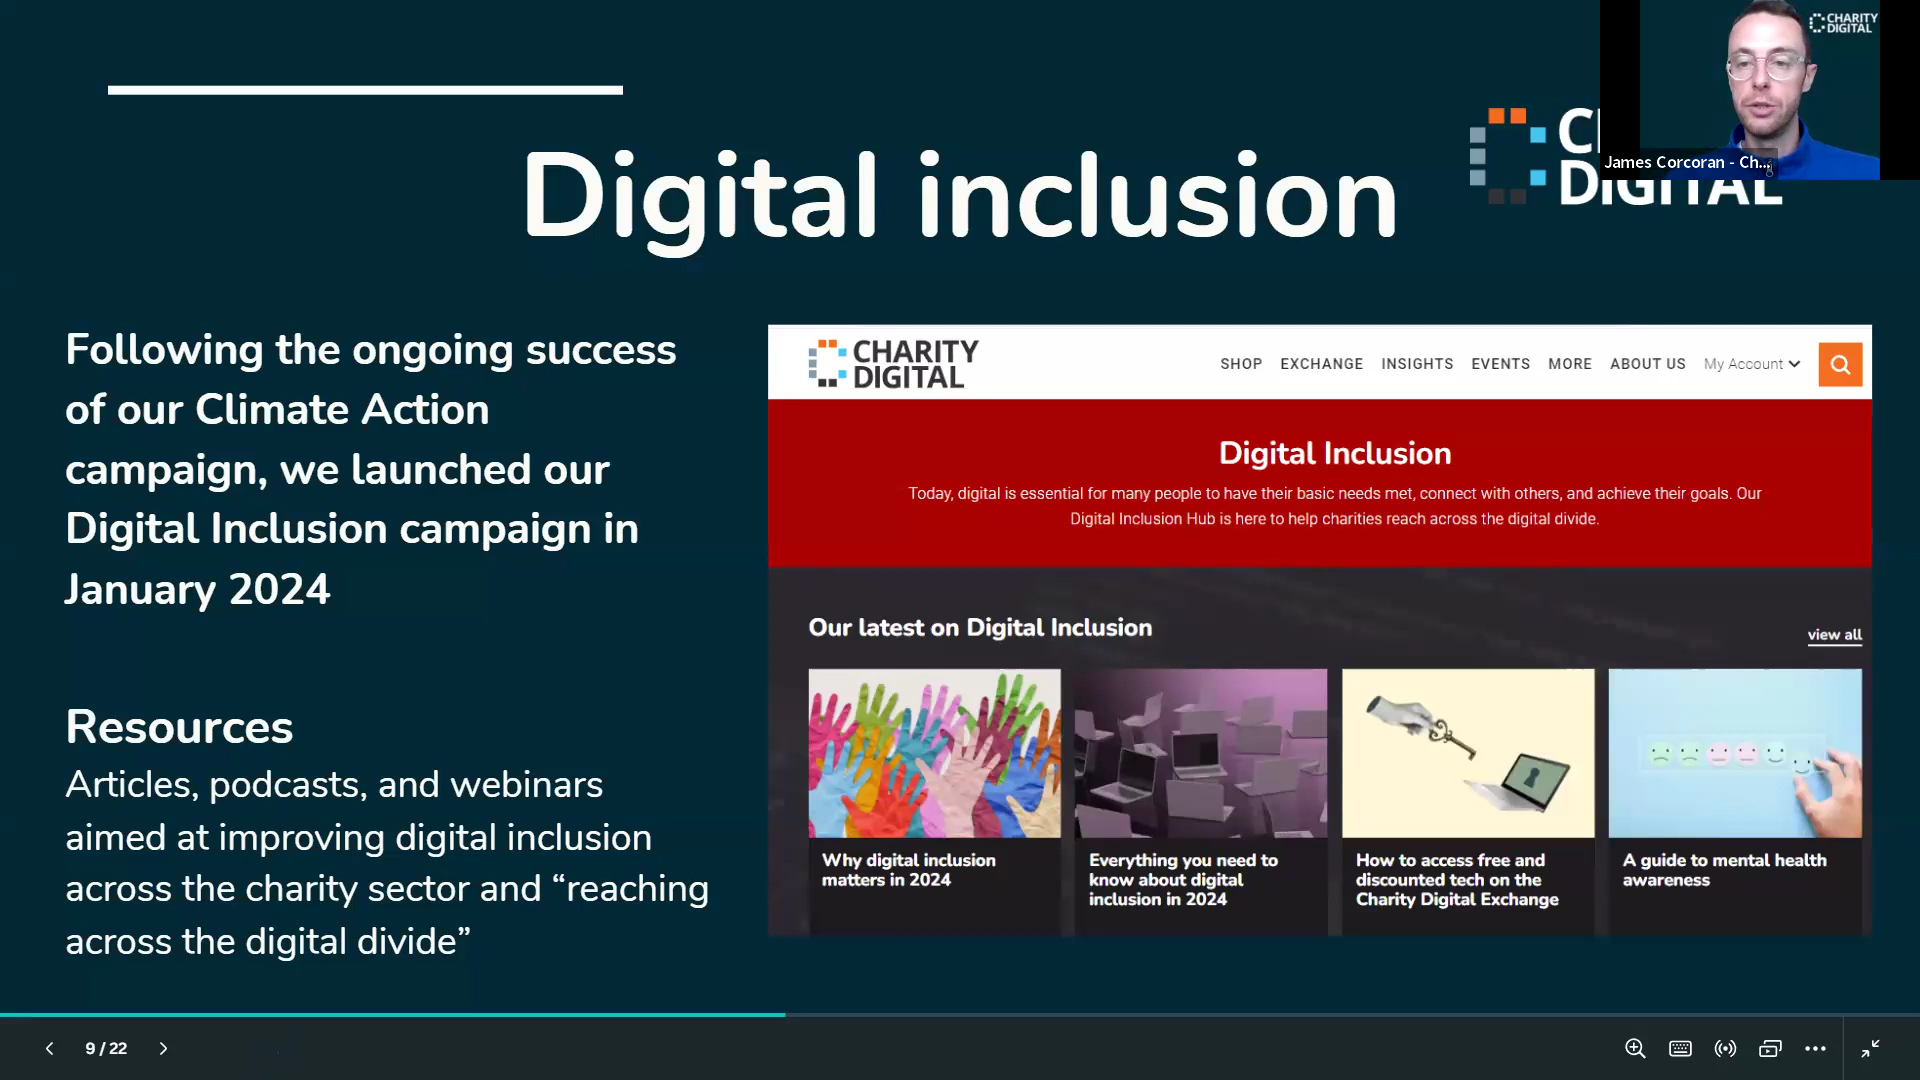 CHARITY
DIGITAL
Digital inclusion
DIGITAL
James Corcoran - Ch...
Following the ongoing success
of our Climate Action
campaign, we launched our
Digital Inclusion campaign in
January 2024
Resources
Articles, podcasts, and webinars
aimed at improving digital inclusion
across the charity sector and “reaching
across the digital divide”
CHARITY
DIGITAL
SHOP EXCHANGE INSIGHTS EVENTS MORE ABOUT US My Account
Digital Inclusion
Today, digital is essential for many people to have their basic needs met, connect with others, and achieve their goals. Our
Digital Inclusion Hub is here to help charities reach across the digital divide.
Our latest on Digital Inclusion
view all
Why digital inclusion
matters in 2024
Everything you need to
know about digital
inclusion in 2024
How to access free and
discounted tech on the
Charity Digital Exchange
A guide to mental health
awareness
9 / 22